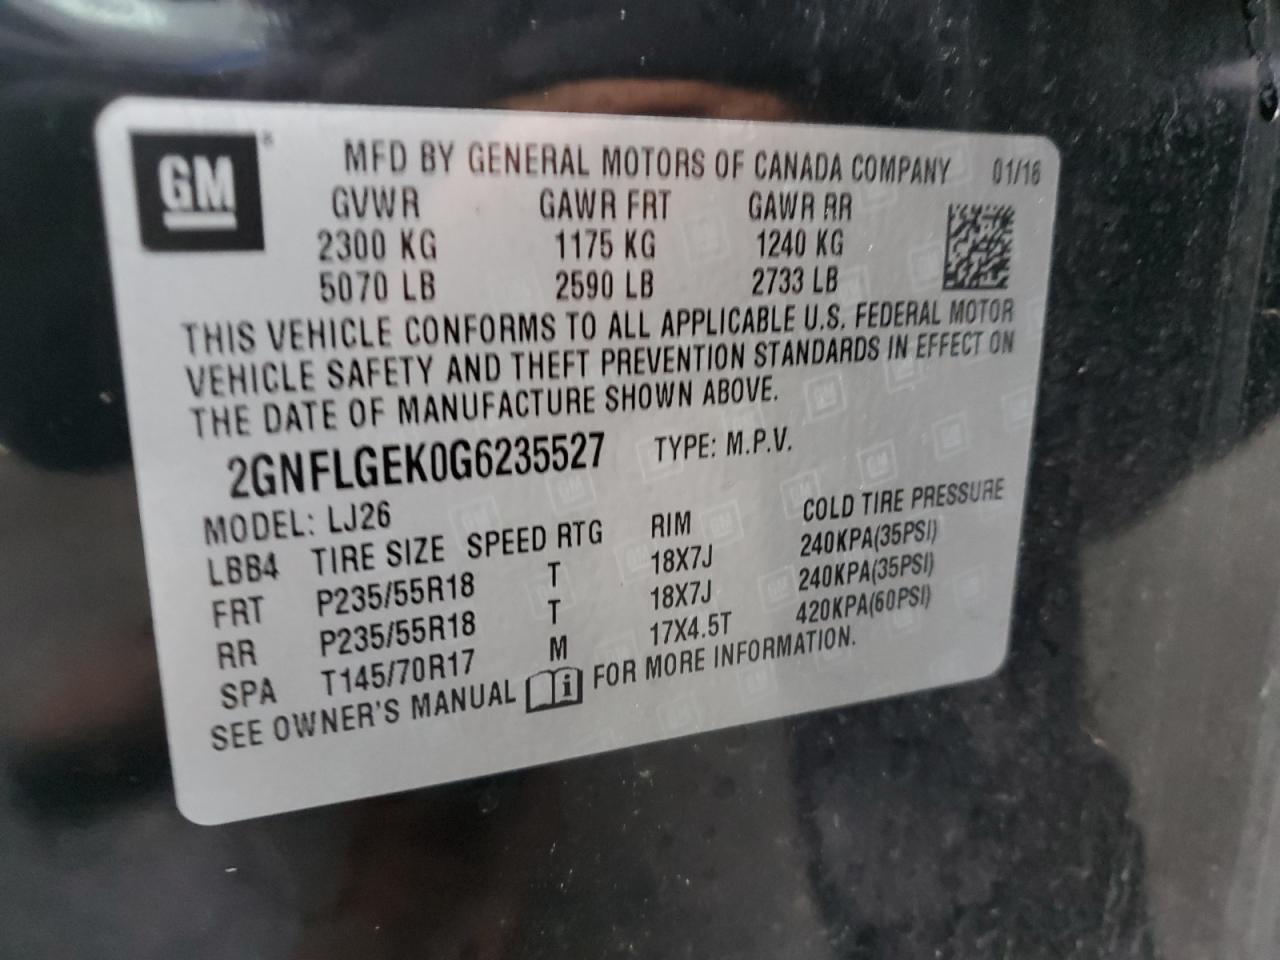 GM
MFD BY GENERAL MOTORS OF CANADA COMPANY 01/16
GVWR GAWR FRT GAWR RR
2300 KG 1175 KG 1240 KG
5070 LB 2590 LB 2733 LB
THIS VEHICLE CONFORMS TO ALL APPLICABLE U.S. FEDERAL MOTOR
VEHICLE SAFETY AND THEFT PREVENTION STANDARDS IN EFFECT ON
THE DATE OF MANUFACTURE SHOWN ABOVE.
2GNFLGEK0G6235527 TYPE: M.P.V.
MODEL: LJ26
LBB4 TIRE SIZE SPEED RTG RIM COLD TIRE PRESSURE
FRT P235/55R18 T 18X7J 240KPA(35PSI)
RR P235/55R18 T 18X7J 240KPA(35PSI)
SPA T145/70R17 M 17X4.5T 420KPA(60PSI)
SEE OWNER'S MANUAL i FOR MORE INFORMATION.